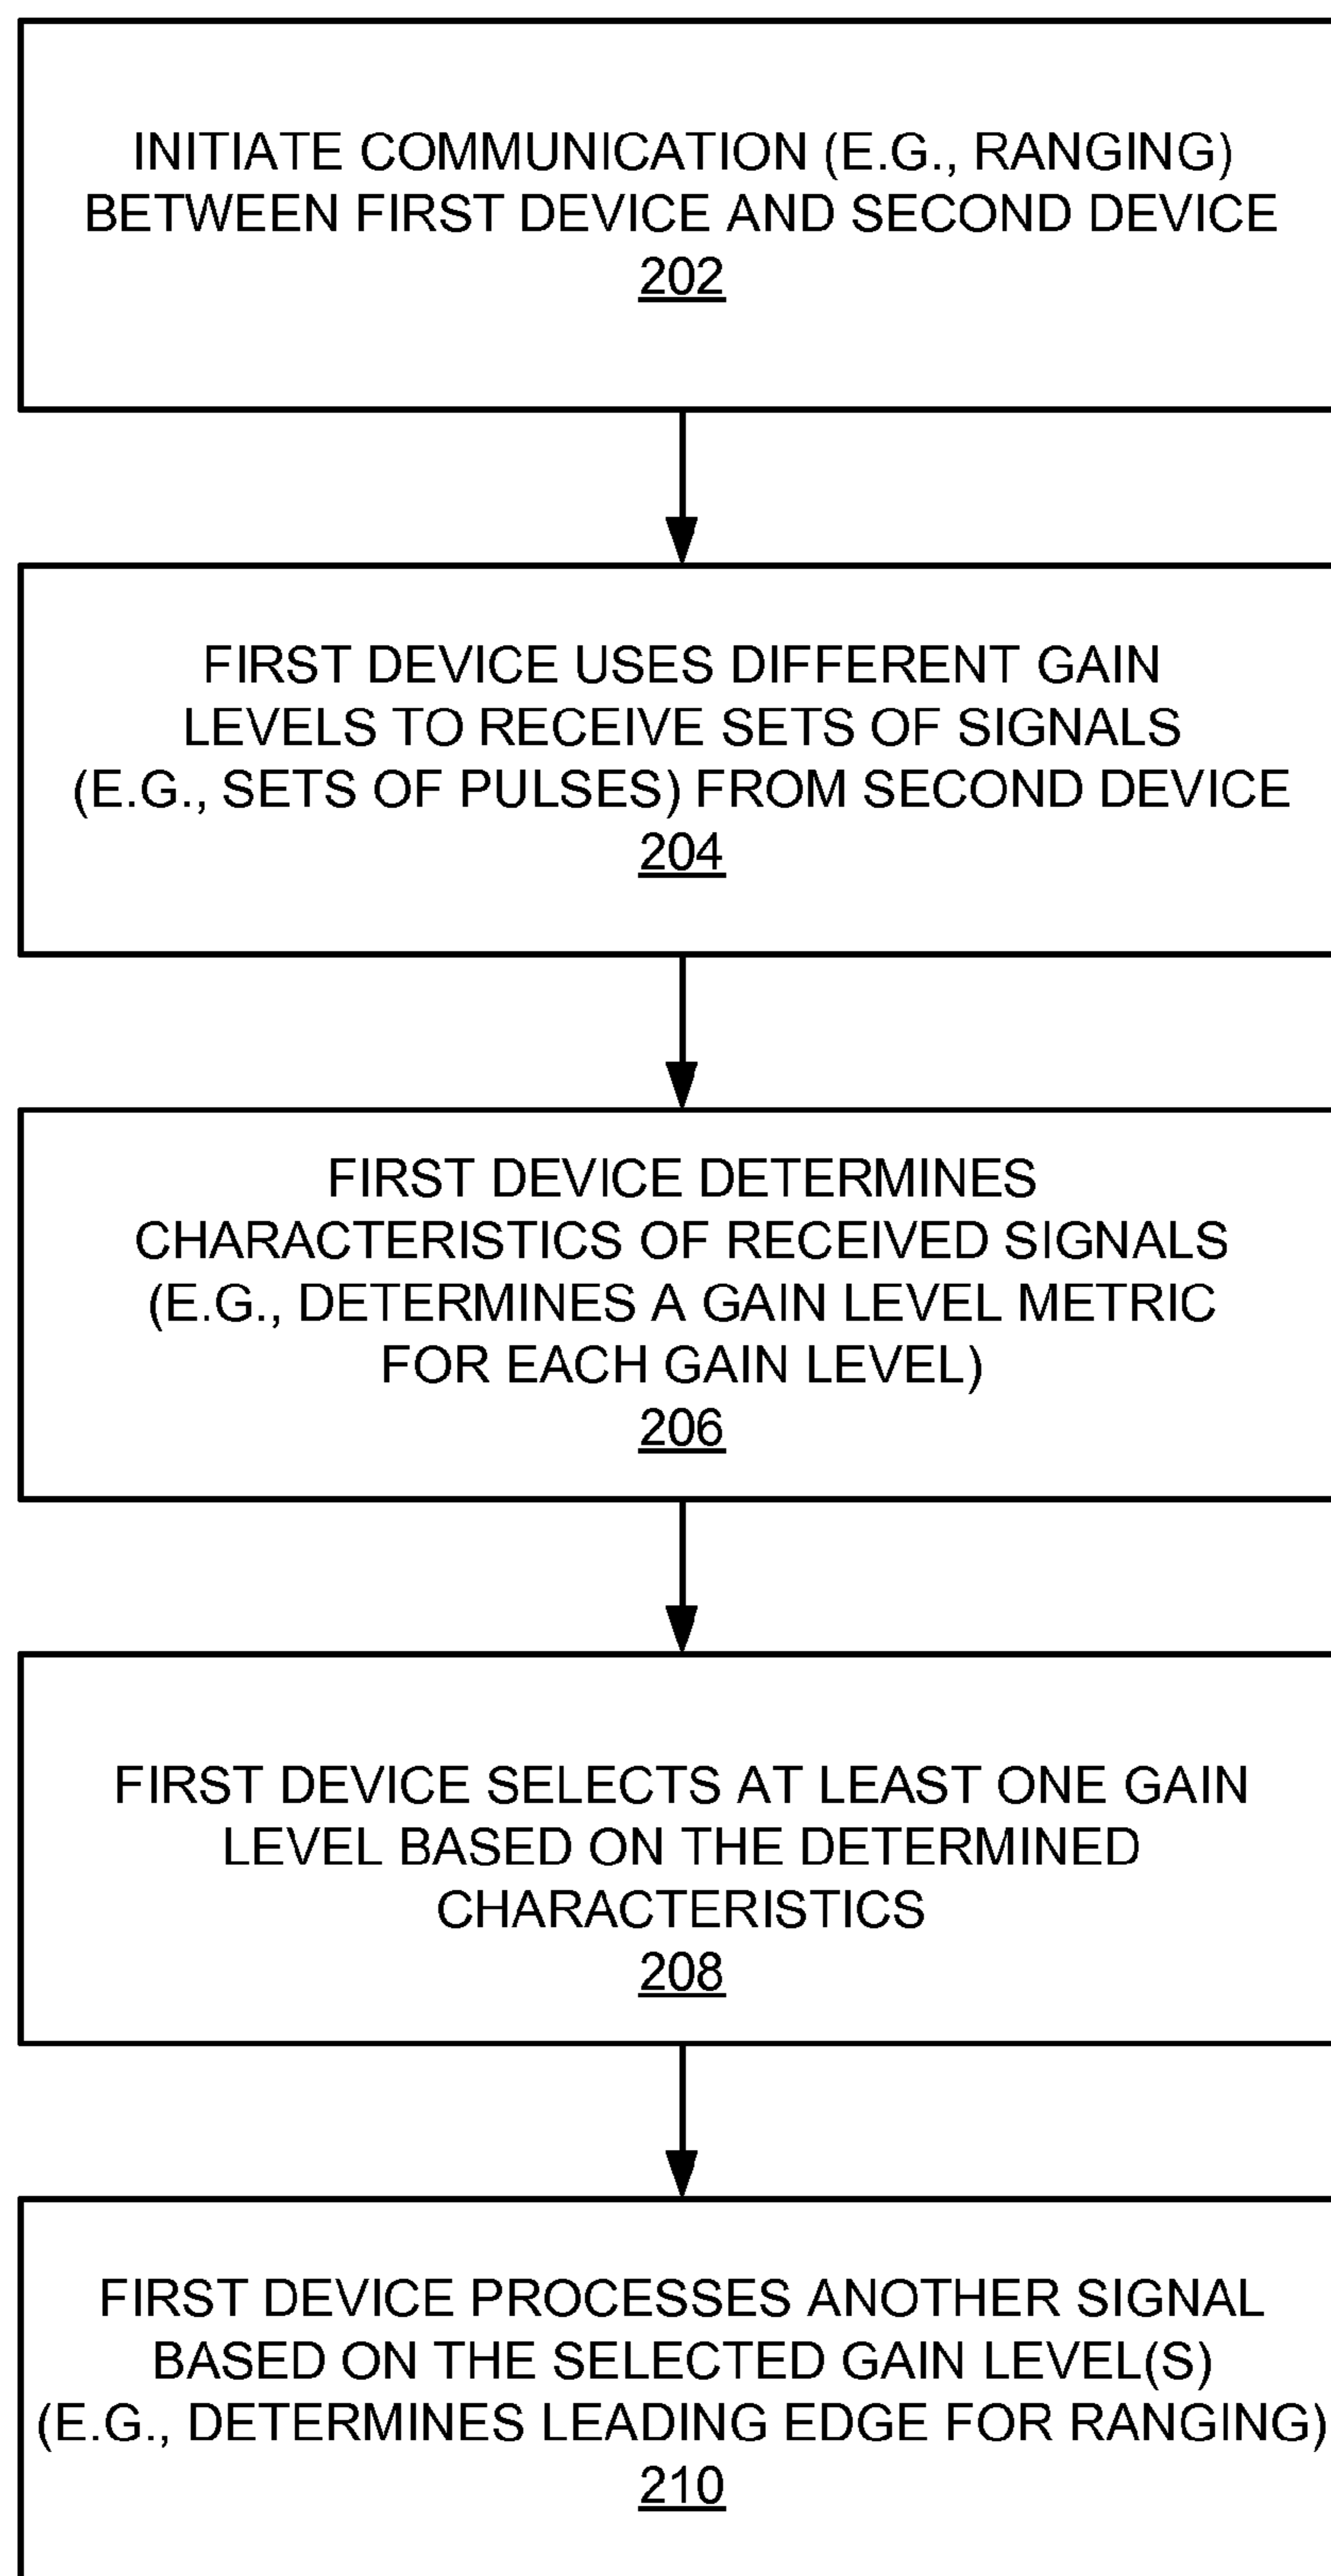 INITIATE COMMUNICATION (E.G., RANGING)
BETWEEN FIRST DEVICE AND SECOND DEVICE
202
FIRST DEVICE USES DIFFERENT GAIN
LEVELS TO RECEIVE SETS OF SIGNALS
(E.G., SETS OF PULSES) FROM SECOND DEVICE
204
FIRST DEVICE DETERMINES
CHARACTERISTICS OF RECEIVED SIGNALS
(E.G., DETERMINES A GAIN LEVEL METRIC
FOR EACH GAIN LEVEL)
206
FIRST DEVICE SELECTS AT LEAST ONE GAIN
LEVEL BASED ON THE DETERMINED
CHARACTERISTICS
208
FIRST DEVICE PROCESSES ANOTHER SIGNAL
BASED ON THE SELECTED GAIN LEVEL(S)
(E.G., DETERMINES LEADING EDGE FOR RANGING)
210